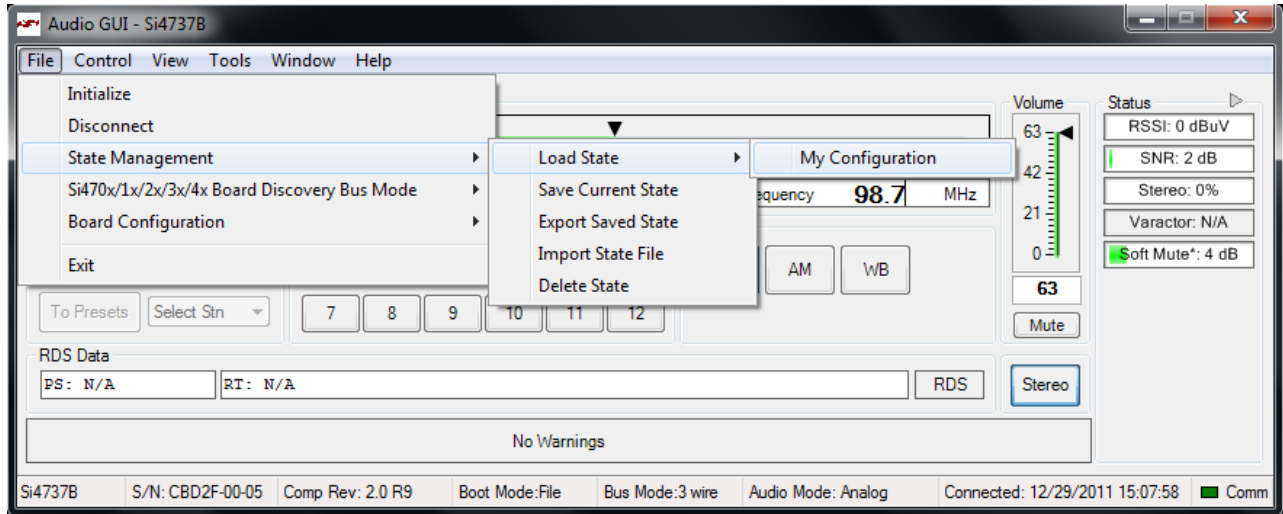 Audio GUI - Si4737B
File Control View Tools Window Help
Initialize
Disconnect
State Management
Si470x/1x/2x/3x/4x Board Discovery Bus Mode
Board Configuration
Exit
Load State
Save Current State
Export Saved State
Import State File
Delete State
My Configuration
98.7 MHz
AM WB
To Presets Select Stn 7 8 9 10 11 12
Volume
63
42
21
0
63
Mute
Stereo
Status
RSSI: 0 dBuV
SNR: 2 dB
Stereo: 0%
Varactor: N/A
Soft Mute*: 4 dB
RDS Data
PS: N/A RT: N/A RDS
No Warnings
Si4737B S/N: CBD2F-00-05 Comp Rev: 2.0 R9 Boot Mode:File Bus Mode:3 wire Audio Mode: Analog Connected: 12/29/2011 15:07:58 Comm